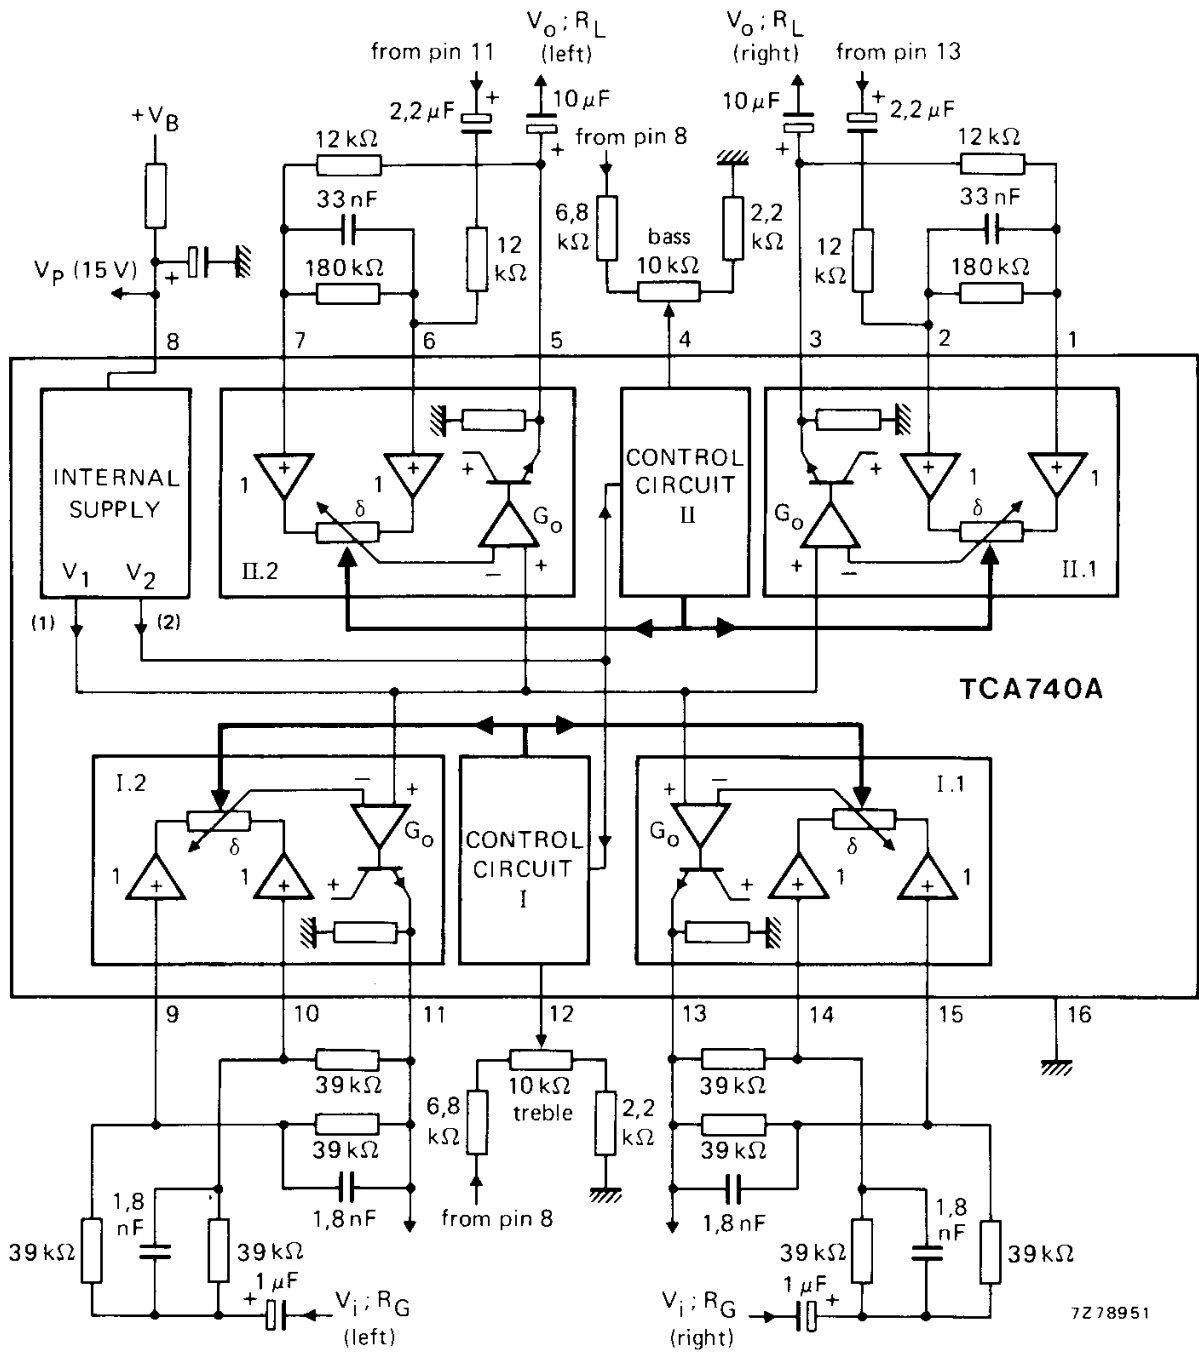 V_o ; R_L
(left)
V_o ; R_L
(right)
from pin 11
from pin 13
+V_B
2,2 μF
+
10 μF
+
from pin 8
10 μF
+
+
2,2 μF
12 kΩ
33 nF
180 kΩ
12 kΩ
6,8 kΩ
bass
10 kΩ
2,2 kΩ
12 kΩ
12 kΩ
33 nF
180 kΩ
V_P (15 V)
+
8
7
6
5
4
3
2
1
INTERNAL
SUPPLY
V_1
V_2
(1)
(2)
+
1
+
1
+
δ
G_o
−
+
II.2
CONTROL
CIRCUIT
II
+
G_o
+
−
+
1
+
1
δ
II.1
TCA740A
I.2
−
+
G_o
δ
1
+
1
+
+
CONTROL
CIRCUIT
I
+
−
G_o
+
I.1
δ
+
1
+
1
9
10
11
12
13
14
15
16
39 kΩ
39 kΩ
1,8 nF
1,8 nF
39 kΩ
39 kΩ
1 μF
+
V_i ; R_G
(left)
6,8 kΩ
10 kΩ
treble
2,2 kΩ
from pin 8
39 kΩ
39 kΩ
1,8 nF
39 kΩ
1,8 nF
39 kΩ
1 μF
+
V_i ; R_G
(right)
7Z78951